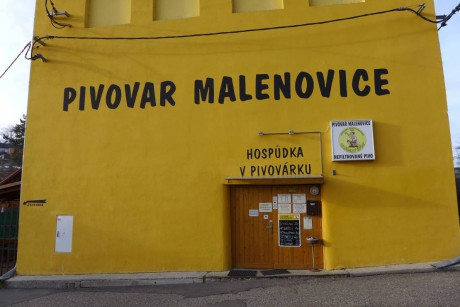 PIVOVAR MALENOVICE
HOSPŮDKA
V PIVOVÁRKU
PIVOVAR MALENOVICE
NEFILTROVANÉ PIVO